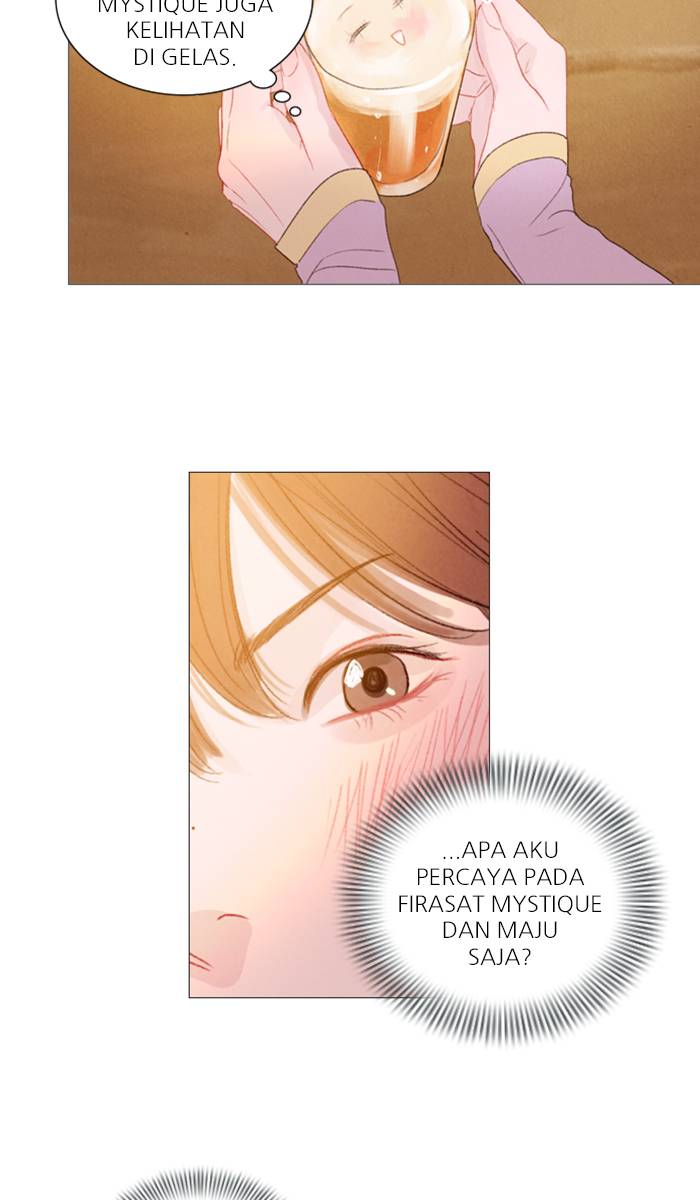 MYSTIQUE JUGA
KELIHATAN
DI GELAS.
...APA AKU
PERCAYA PADA
FIRASAT MYSTIQUE
DAN MAJU
SAJA?